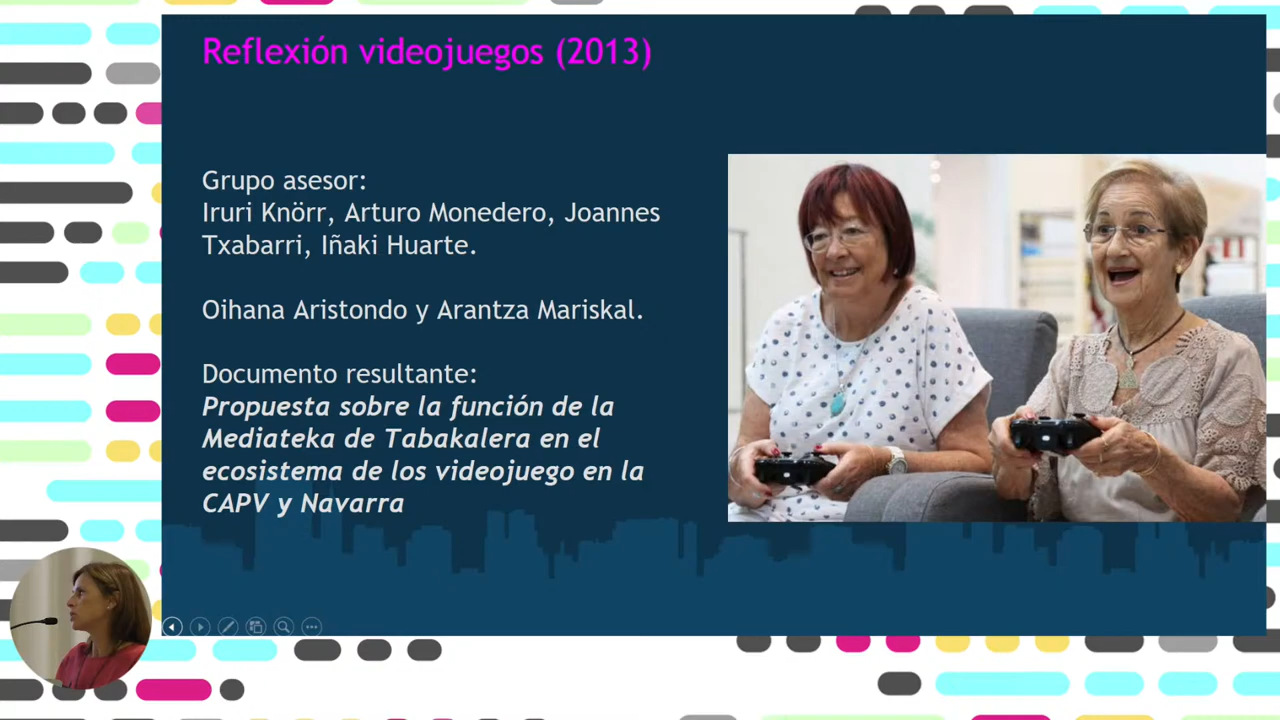 Reflexión videojuegos (2013)
Grupo asesor:
Iruri Knörr, Arturo Monedero, Joannes
Txabarri, Iñaki Huarte.
Oihana Aristondo y Arantza Mariskal.
Documento resultante:
Propuesta sobre la función de la
Mediateka de Tabakalera en el
ecosistema de los videojuego en la
CAPV y Navarra